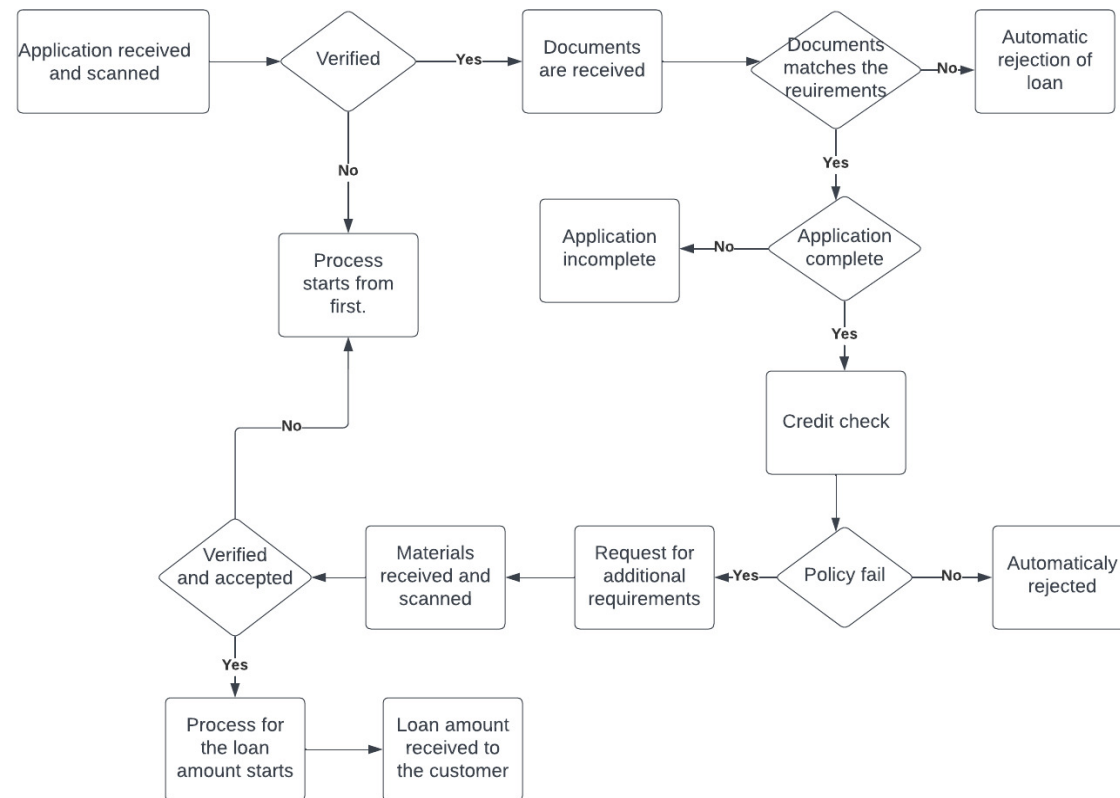 Application received
and scanned
Verified
Yes
Documents
are received
Documents
matches the
reuirements
No
Automatic
rejection of
loan
No
Yes
Process
starts from
first.
Application
incomplete
No
Application
complete
Yes
Credit check
No
Verified
and accepted
Materials
received and
scanned
Request for
additional
requirements
Yes
Policy fail
No
Automaticaly
rejected
Yes
Process for
the loan
amount starts
Loan amount
received to
the customer